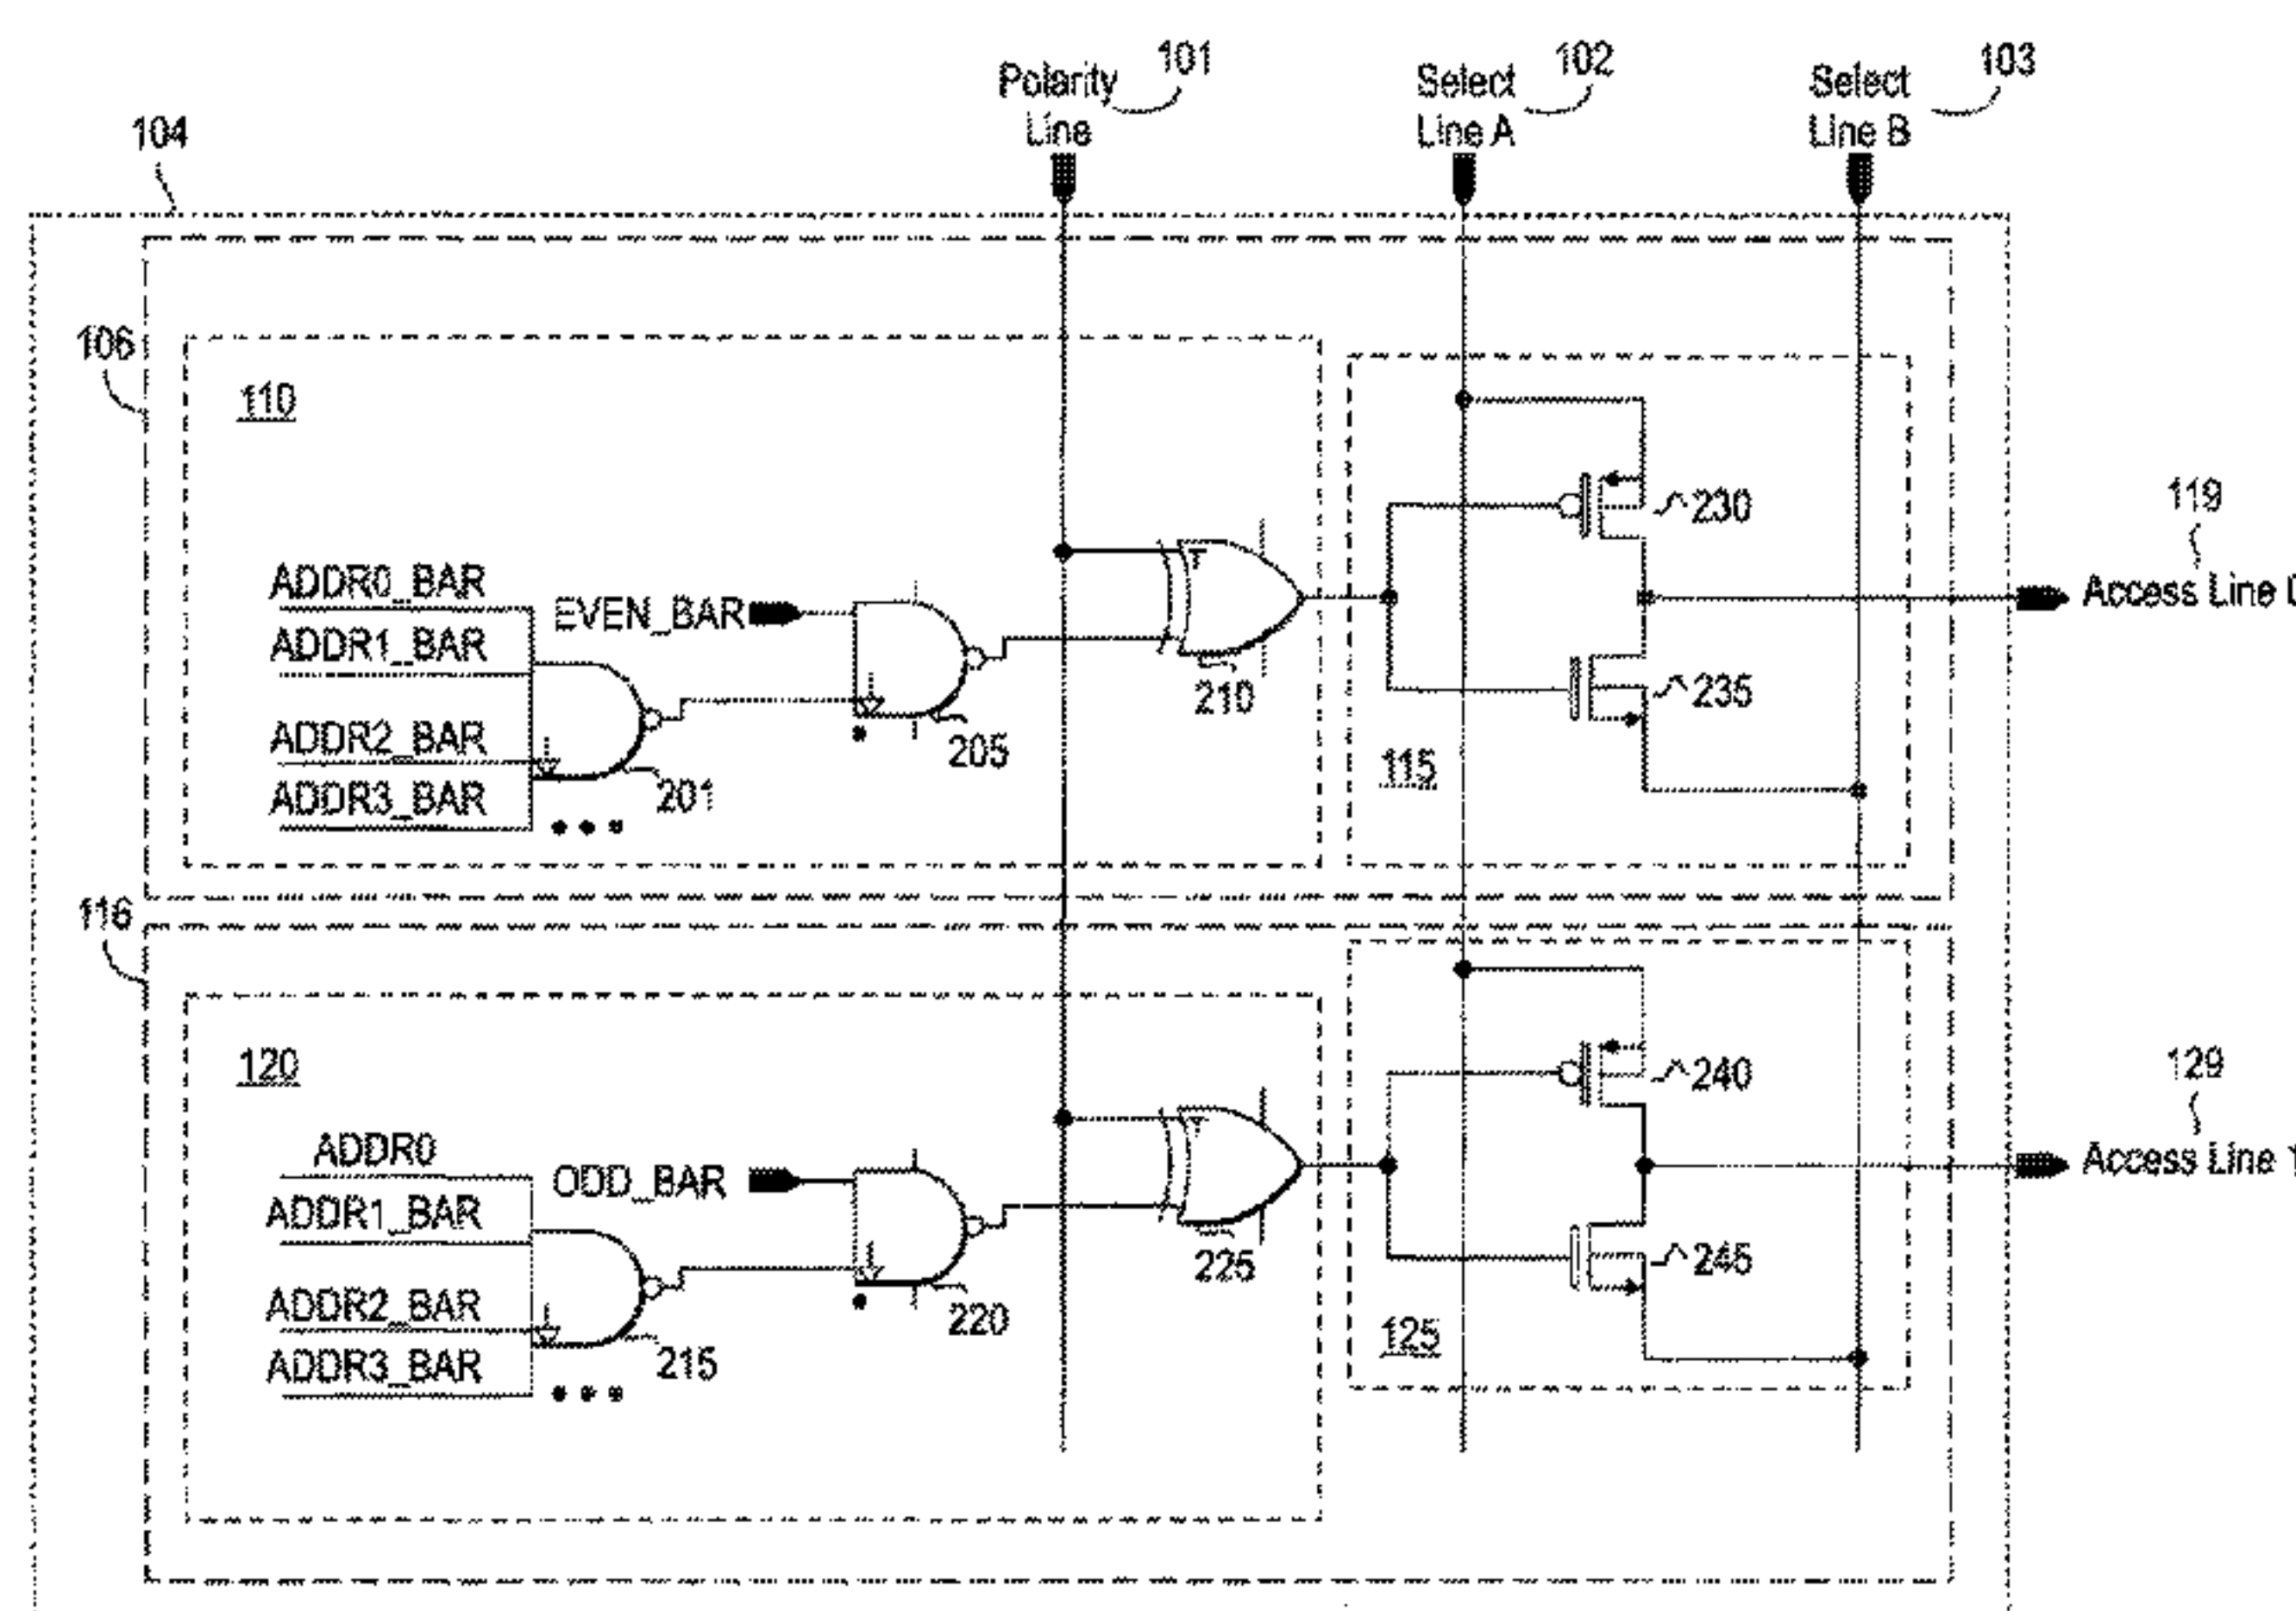 101
Polarity
Line
102
Select
Line A
103
Select
Line B
104
106
110
230
119
Access Line
ADDR0_BAR
EVEN_BAR
ADDR1_BAR
210
235
ADDR2_BAR
205
115
ADDR3_BAR
201
116
120
240
129
Access Line
ADDR0
ODD_BAR
ADDR1_BAR
225
245
ADDR2_BAR
220
125
ADDR3_BAR
215